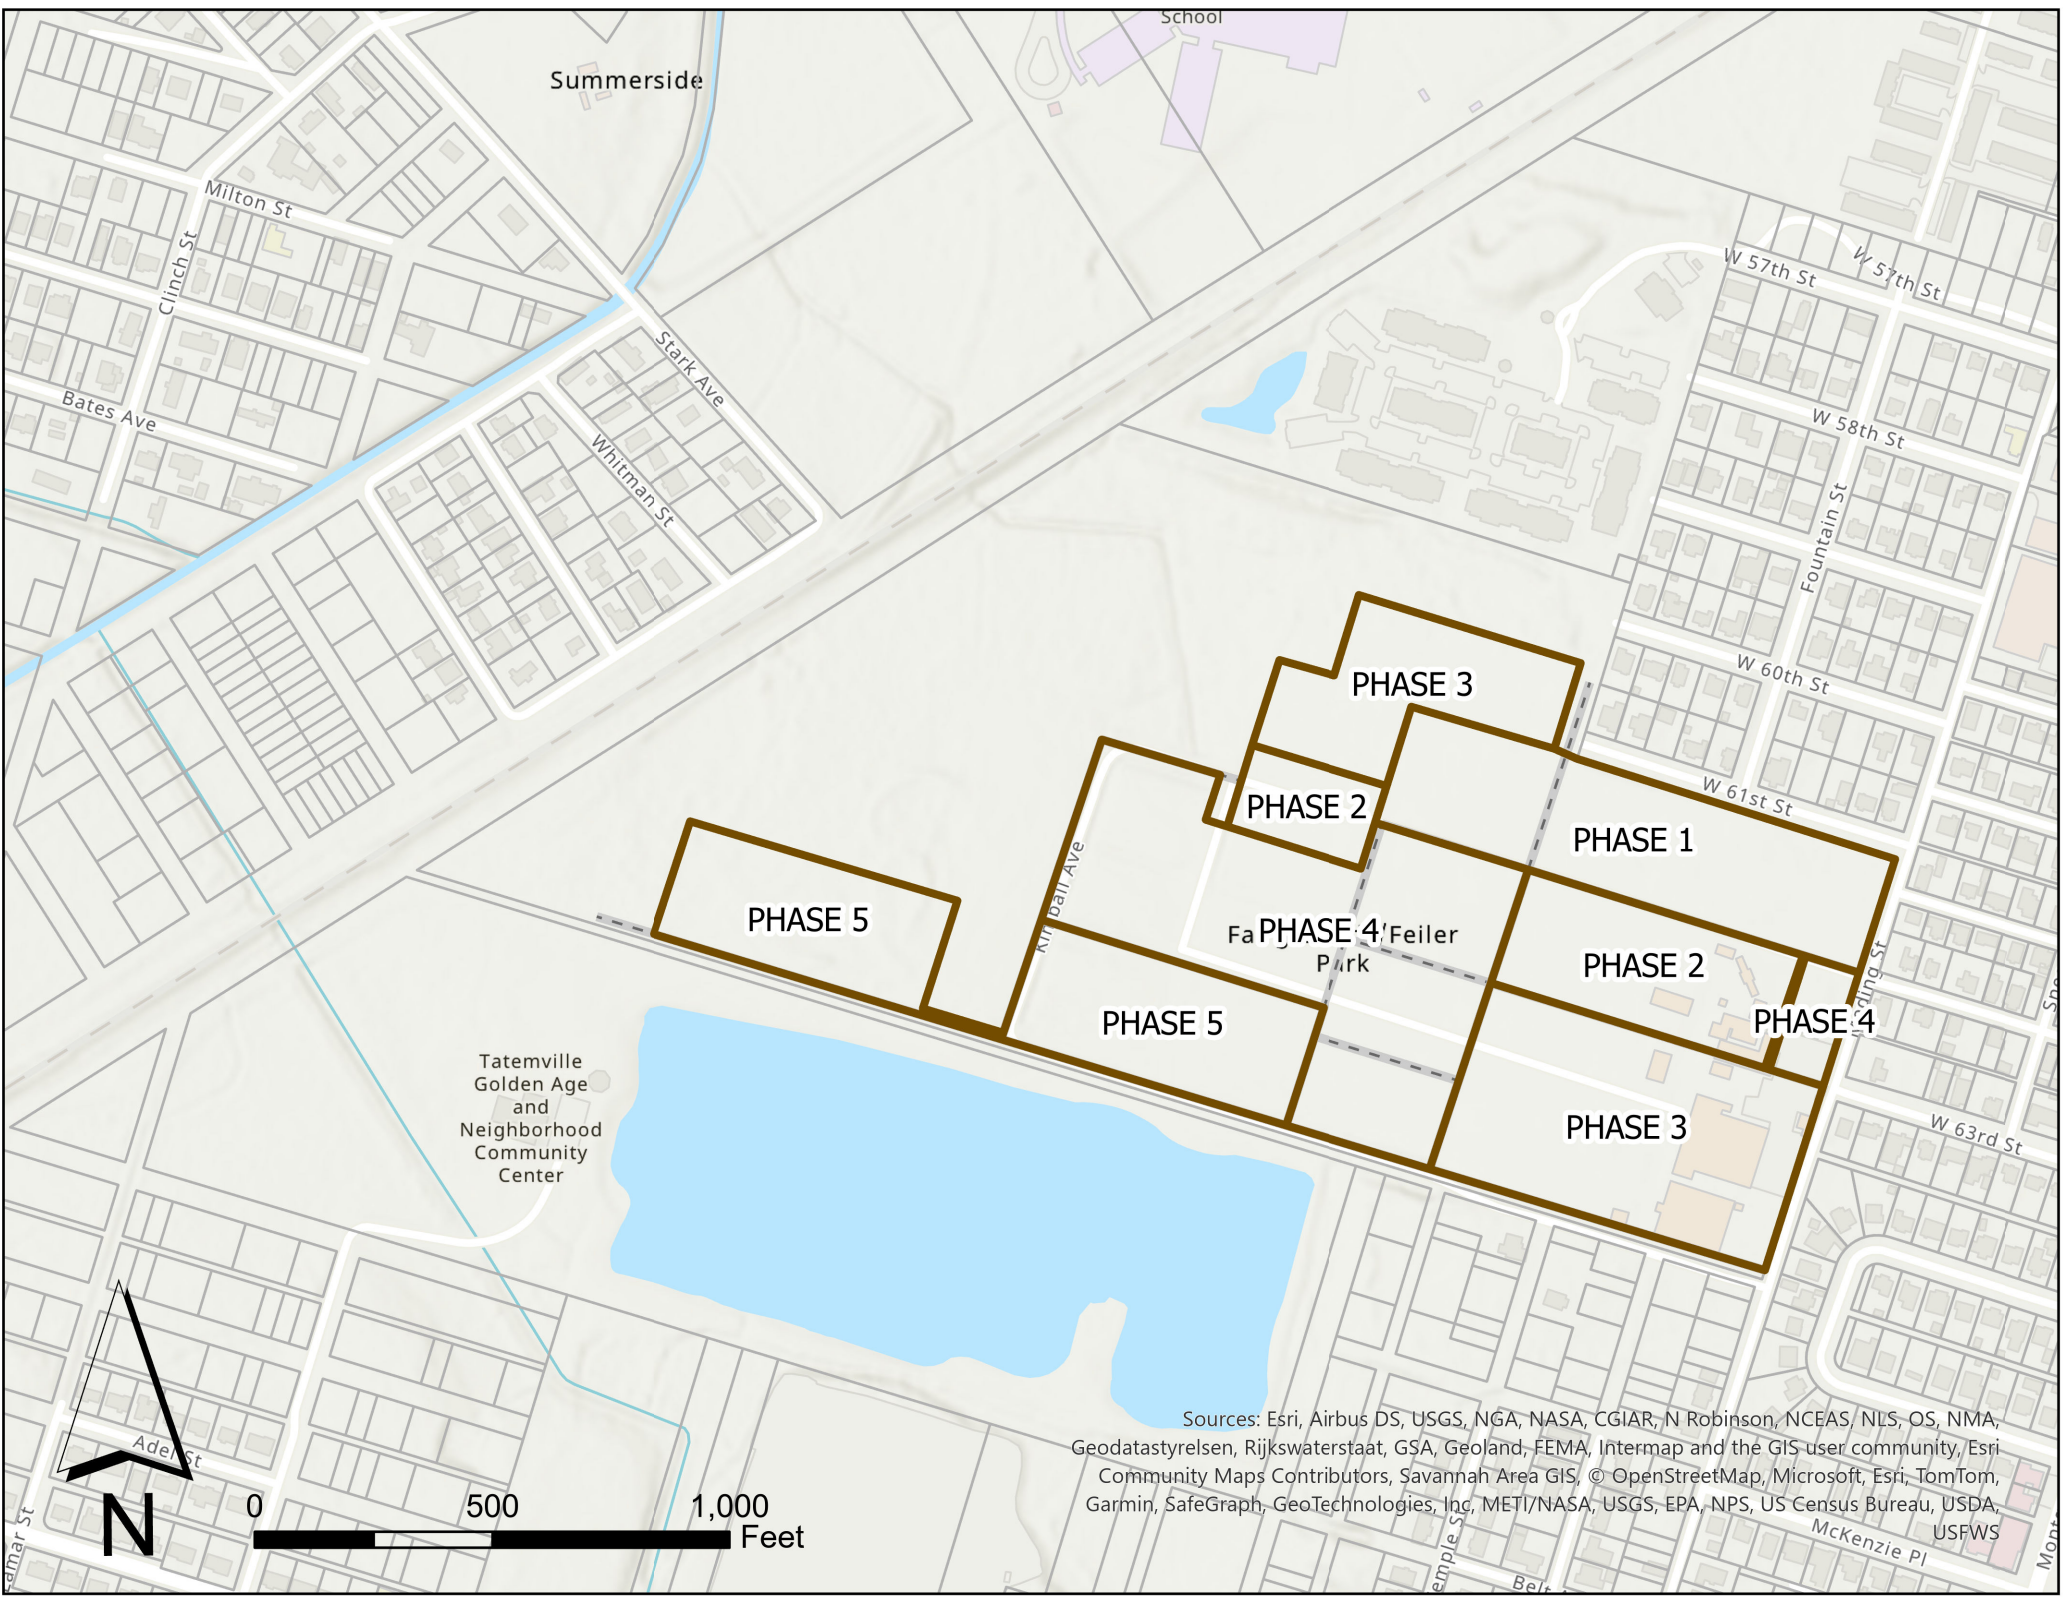 School
Summerside
Milton St
Clinch St
W 57th St
W 57th St
Stark Ave
Bates Ave
W 58th St
Whitman St
Fountain St
W 60th St
PHASE 3
W 61st St
PHASE 2
PHASE 1
Ave
PHASE 5
PHASE 4
/Feiler
Park
PHASE 2
PHASE 5
PHASE 4
Tatemville
Golden Age
and
Neighborhood
Community
Center
PHASE 3
W 63rd St
Adel St
N
0 500 1,000
Feet
Sources: Esri, Airbus DS, USGS, NGA, NASA, CGIAR, N Robinson, NCEAS, NLS, OS, NMA,
Geodatastyrelsen, Rijkswaterstaat, GSA, Geoland, FEMA, Intermap and the GIS user community, Esri
Community Maps Contributors, Savannah Area GIS, © OpenStreetMap, Microsoft, Esri, TomTom,
Garmin, SafeGraph, GeoTechnologies, Inc, METI/NASA, USGS, EPA, NPS, US Census Bureau, USDA,
USFWS
McKenzie Pl